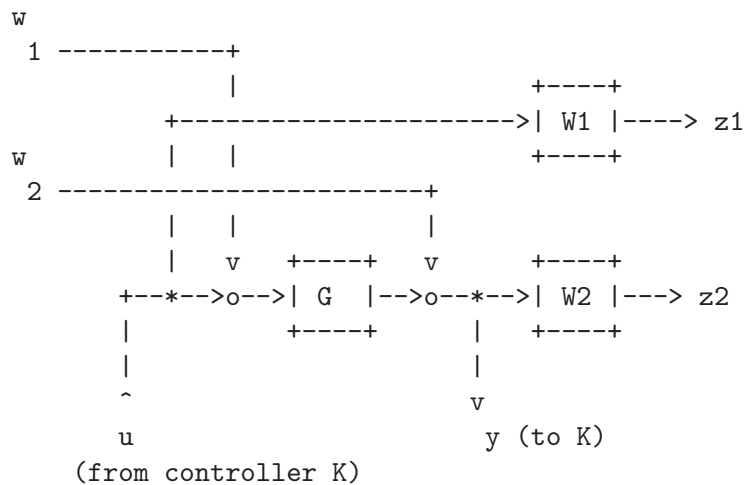 w
1 -----------+
| +----+
+----------------------->| W1 |----> z1
w | | +----+
2 ------------------------+
| | |
| v +----+ v +----+
+--*-->o-->| G |-->o--*-->| W2 |---> z2
| +----+ | +----+
| |
^ v
u y (to K)
(from controller K)